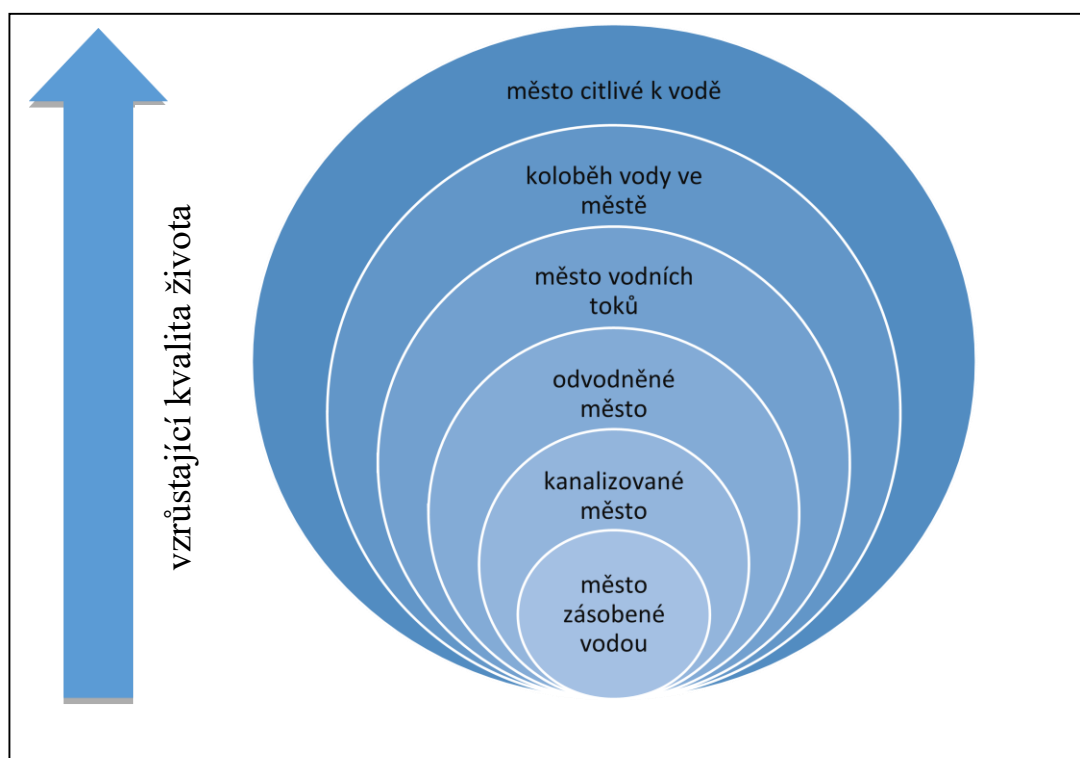 vzrůstající kvalita života
město citlivé k vodě
koloběh vody ve
městě
město vodních
toků
odvodněné
město
kanalizované
město
město
zásobené
vodou